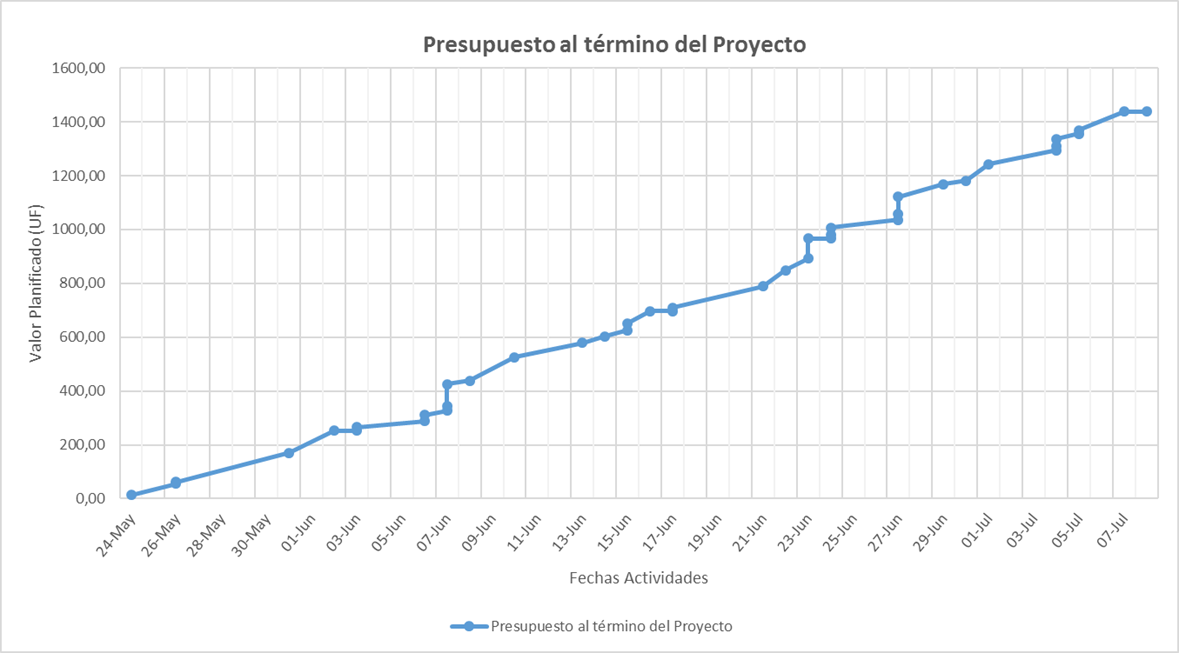 Presupuesto al término del Proyecto
1600,00
1400,00
1200,00
1000,00
800,00
600,00
400,00
200,00
0,00
Valor Planificado (UF)
24-May
26-May
28-May
30-May
01-Jun
03-Jun
05-Jun
07-Jun
09-Jun
11-Jun
13-Jun
15-Jun
17-Jun
19-Jun
21-Jun
23-Jun
25-Jun
27-Jun
29-Jun
01-Jul
03-Jul
05-Jul
07-Jul
Fechas Actividades
Presupuesto al término del Proyecto